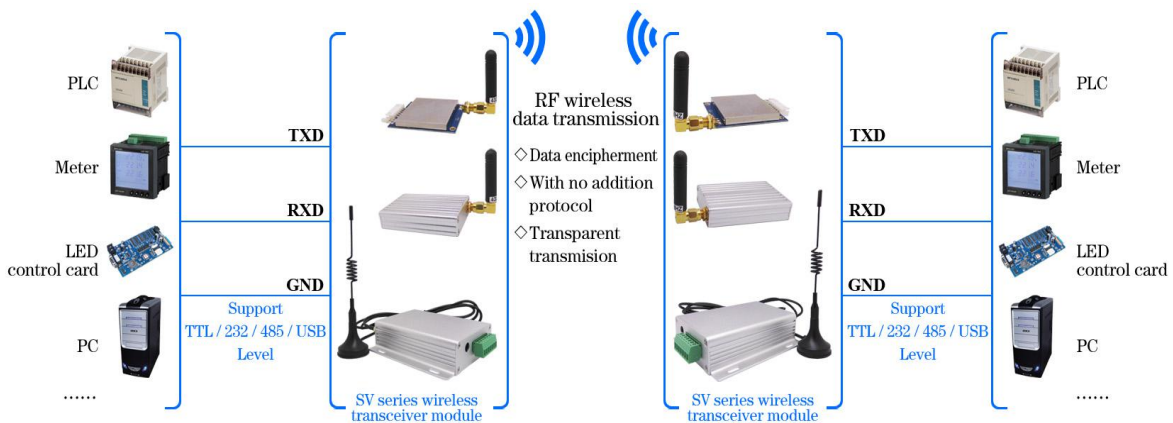 PLC
Meter
LED
control card
PC
......
TXD
RXD
GND
Support
TTL / 232 / 485 / USB
Level
SV series wireless
transceiver module
RF wireless
data transmission
◇ Data encipherment
◇ With no addition
protocol
◇ Transparent
transmision
SV series wireless
transceiver module
TXD
RXD
GND
Support
TTL / 232 / 485 / USB
Level
PLC
Meter
LED
control card
PC
......